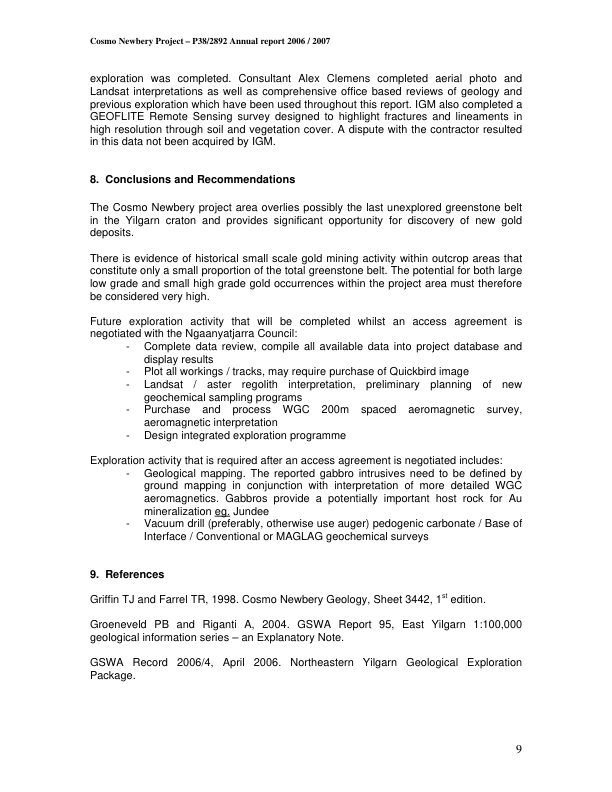 Cosmo Newbery Project – P38/2892 Annual report 2006 / 2007
exploration was completed. Consultant Alex Clemens completed aerial photo and
Landsat interpretations as well as comprehensive office based reviews of geology and
previous exploration which have been used throughout this report. IGM also completed a
GEOFLITE Remote Sensing survey designed to highlight fractures and lineaments in
high resolution through soil and vegetation cover. A dispute with the contractor resulted
in this data not been acquired by IGM.
8. Conclusions and Recommendations
The Cosmo Newbery project area overlies possibly the last unexplored greenstone belt
in the Yilgarn craton and provides significant opportunity for discovery of new gold
deposits.
There is evidence of historical small scale gold mining activity within outcrop areas that
constitute only a small proportion of the total greenstone belt. The potential for both large
low grade and small high grade gold occurrences within the project area must therefore
be considered very high.
Future exploration activity that will be completed whilst an access agreement is
negotiated with the Ngaanyatjarra Council:
- Complete data review, compile all available data into project database and
display results
- Plot all workings / tracks, may require purchase of Quickbird image
- Landsat / aster regolith interpretation, preliminary planning of new
geochemical sampling programs
- Purchase and process WGC 200m spaced aeromagnetic survey,
aeromagnetic interpretation
- Design integrated exploration programme
Exploration activity that is required after an access agreement is negotiated includes:
- Geological mapping. The reported gabbro intrusives need to be defined by
ground mapping in conjunction with interpretation of more detailed WGC
aeromagnetics. Gabbros provide a potentially important host rock for Au
mineralization eg. Jundee
- Vacuum drill (preferably, otherwise use auger) pedogenic carbonate / Base of
Interface / Conventional or MAGLAG geochemical surveys
9. References
Griffin TJ and Farrel TR, 1998. Cosmo Newbery Geology, Sheet 3442, 1st edition.
Groeneveld PB and Riganti A, 2004. GSWA Report 95, East Yilgarn 1:100,000
geological information series – an Explanatory Note.
GSWA Record 2006/4, April 2006. Northeastern Yilgarn Geological Exploration
Package.
9